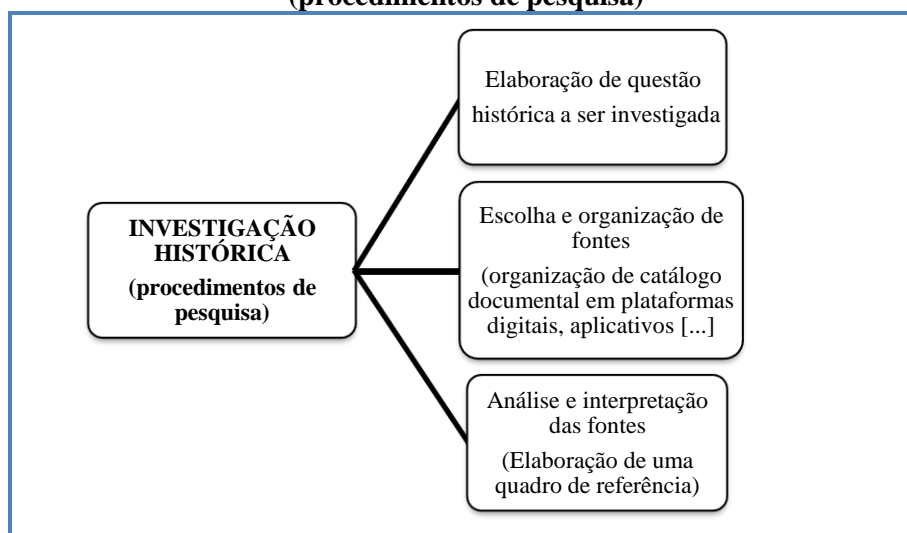 (procedimentos de pesquisa)
Elaboração de questão
histórica a ser investigada
INVESTIGAÇÃO
HISTÓRICA
(procedimentos de
pesquisa)
Escolha e organização de
fontes
(organização de catálogo
documental em plataformas
digitais, aplicativos [...]
Análise e interpretação
das fontes
(Elaboração de uma
quadro de referência)